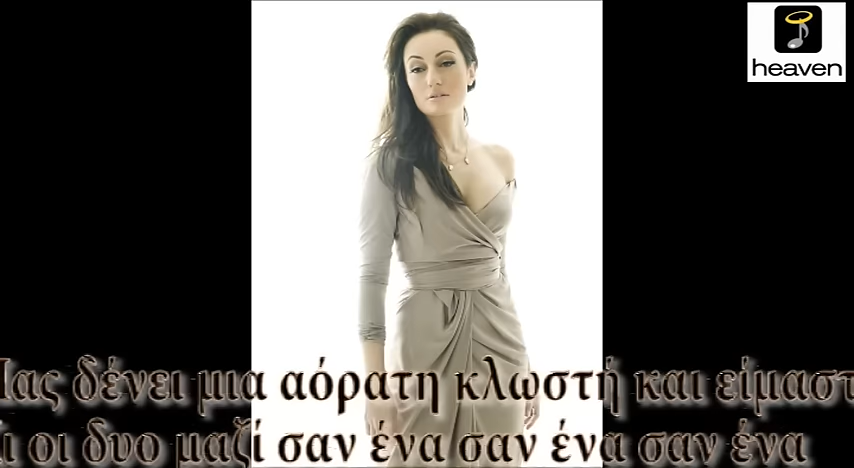 heaven
δένει μια αόρατη κλωστή και
οι δυο μαζί σαν ένα σαν ένα σαν ένα